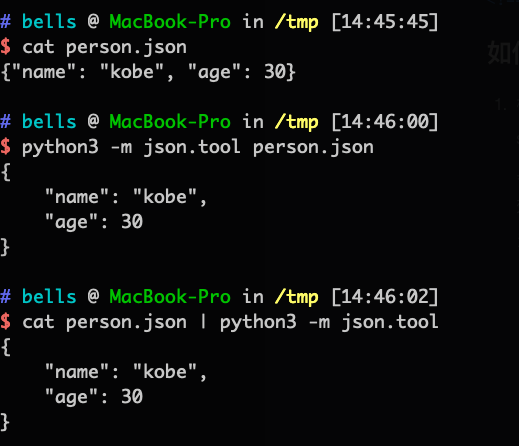 # bells @ MacBook-Pro in /tmp [14:45:45]
$ cat person.json
{"name": "kobe", "age": 30}
# bells @ MacBook-Pro in /tmp [14:46:00]
$ python3 -m json.tool person.json
{
    "name": "kobe",
    "age": 30
}
# bells @ MacBook-Pro in /tmp [14:46:02]
$ cat person.json | python3 -m json.tool
{
    "name": "kobe",
    "age": 30
}